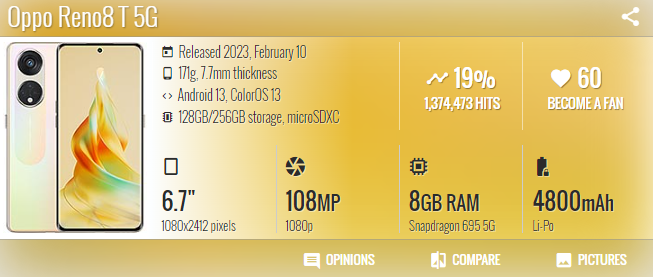 Oppo Reno8 T 5G
Released 2023, February 10
171g, 7.7mm thickness
Android 13, ColorOS 13
128GB/256GB storage, microSDXC
19%
1,374,473 HITS
60
BECOME A FAN
6.7"
1080x2412 pixels
108MP
1080p
8GB RAM
Snapdragon 695 5G
4800mAh
Li-Po
OPINIONS
COMPARE
PICTURES